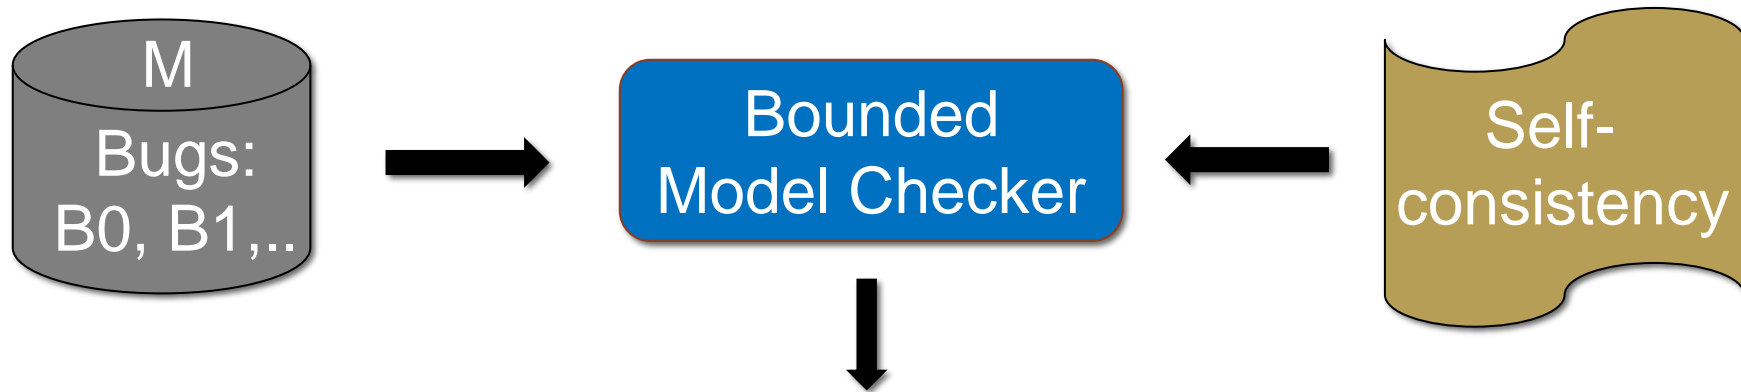 M
Bugs:
B0, B1,..
Bounded
Model Checker
Self-
consistency